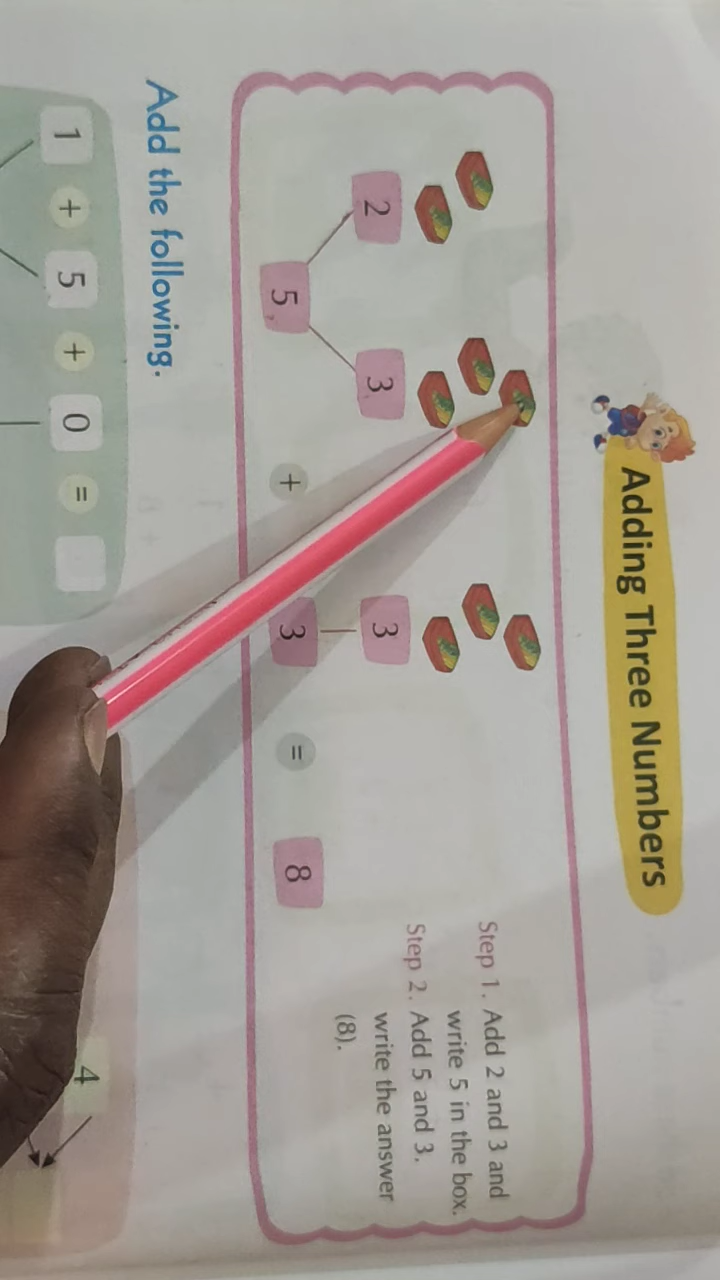 Adding Three Numbers
2 3 3
5 + 3 = 8
Step 1. Add 2 and 3 and
write 5 in the box.
Step 2. Add 5 and 3.
write the answer
(8).
Add the following.
1 + 5 + 0 =
4